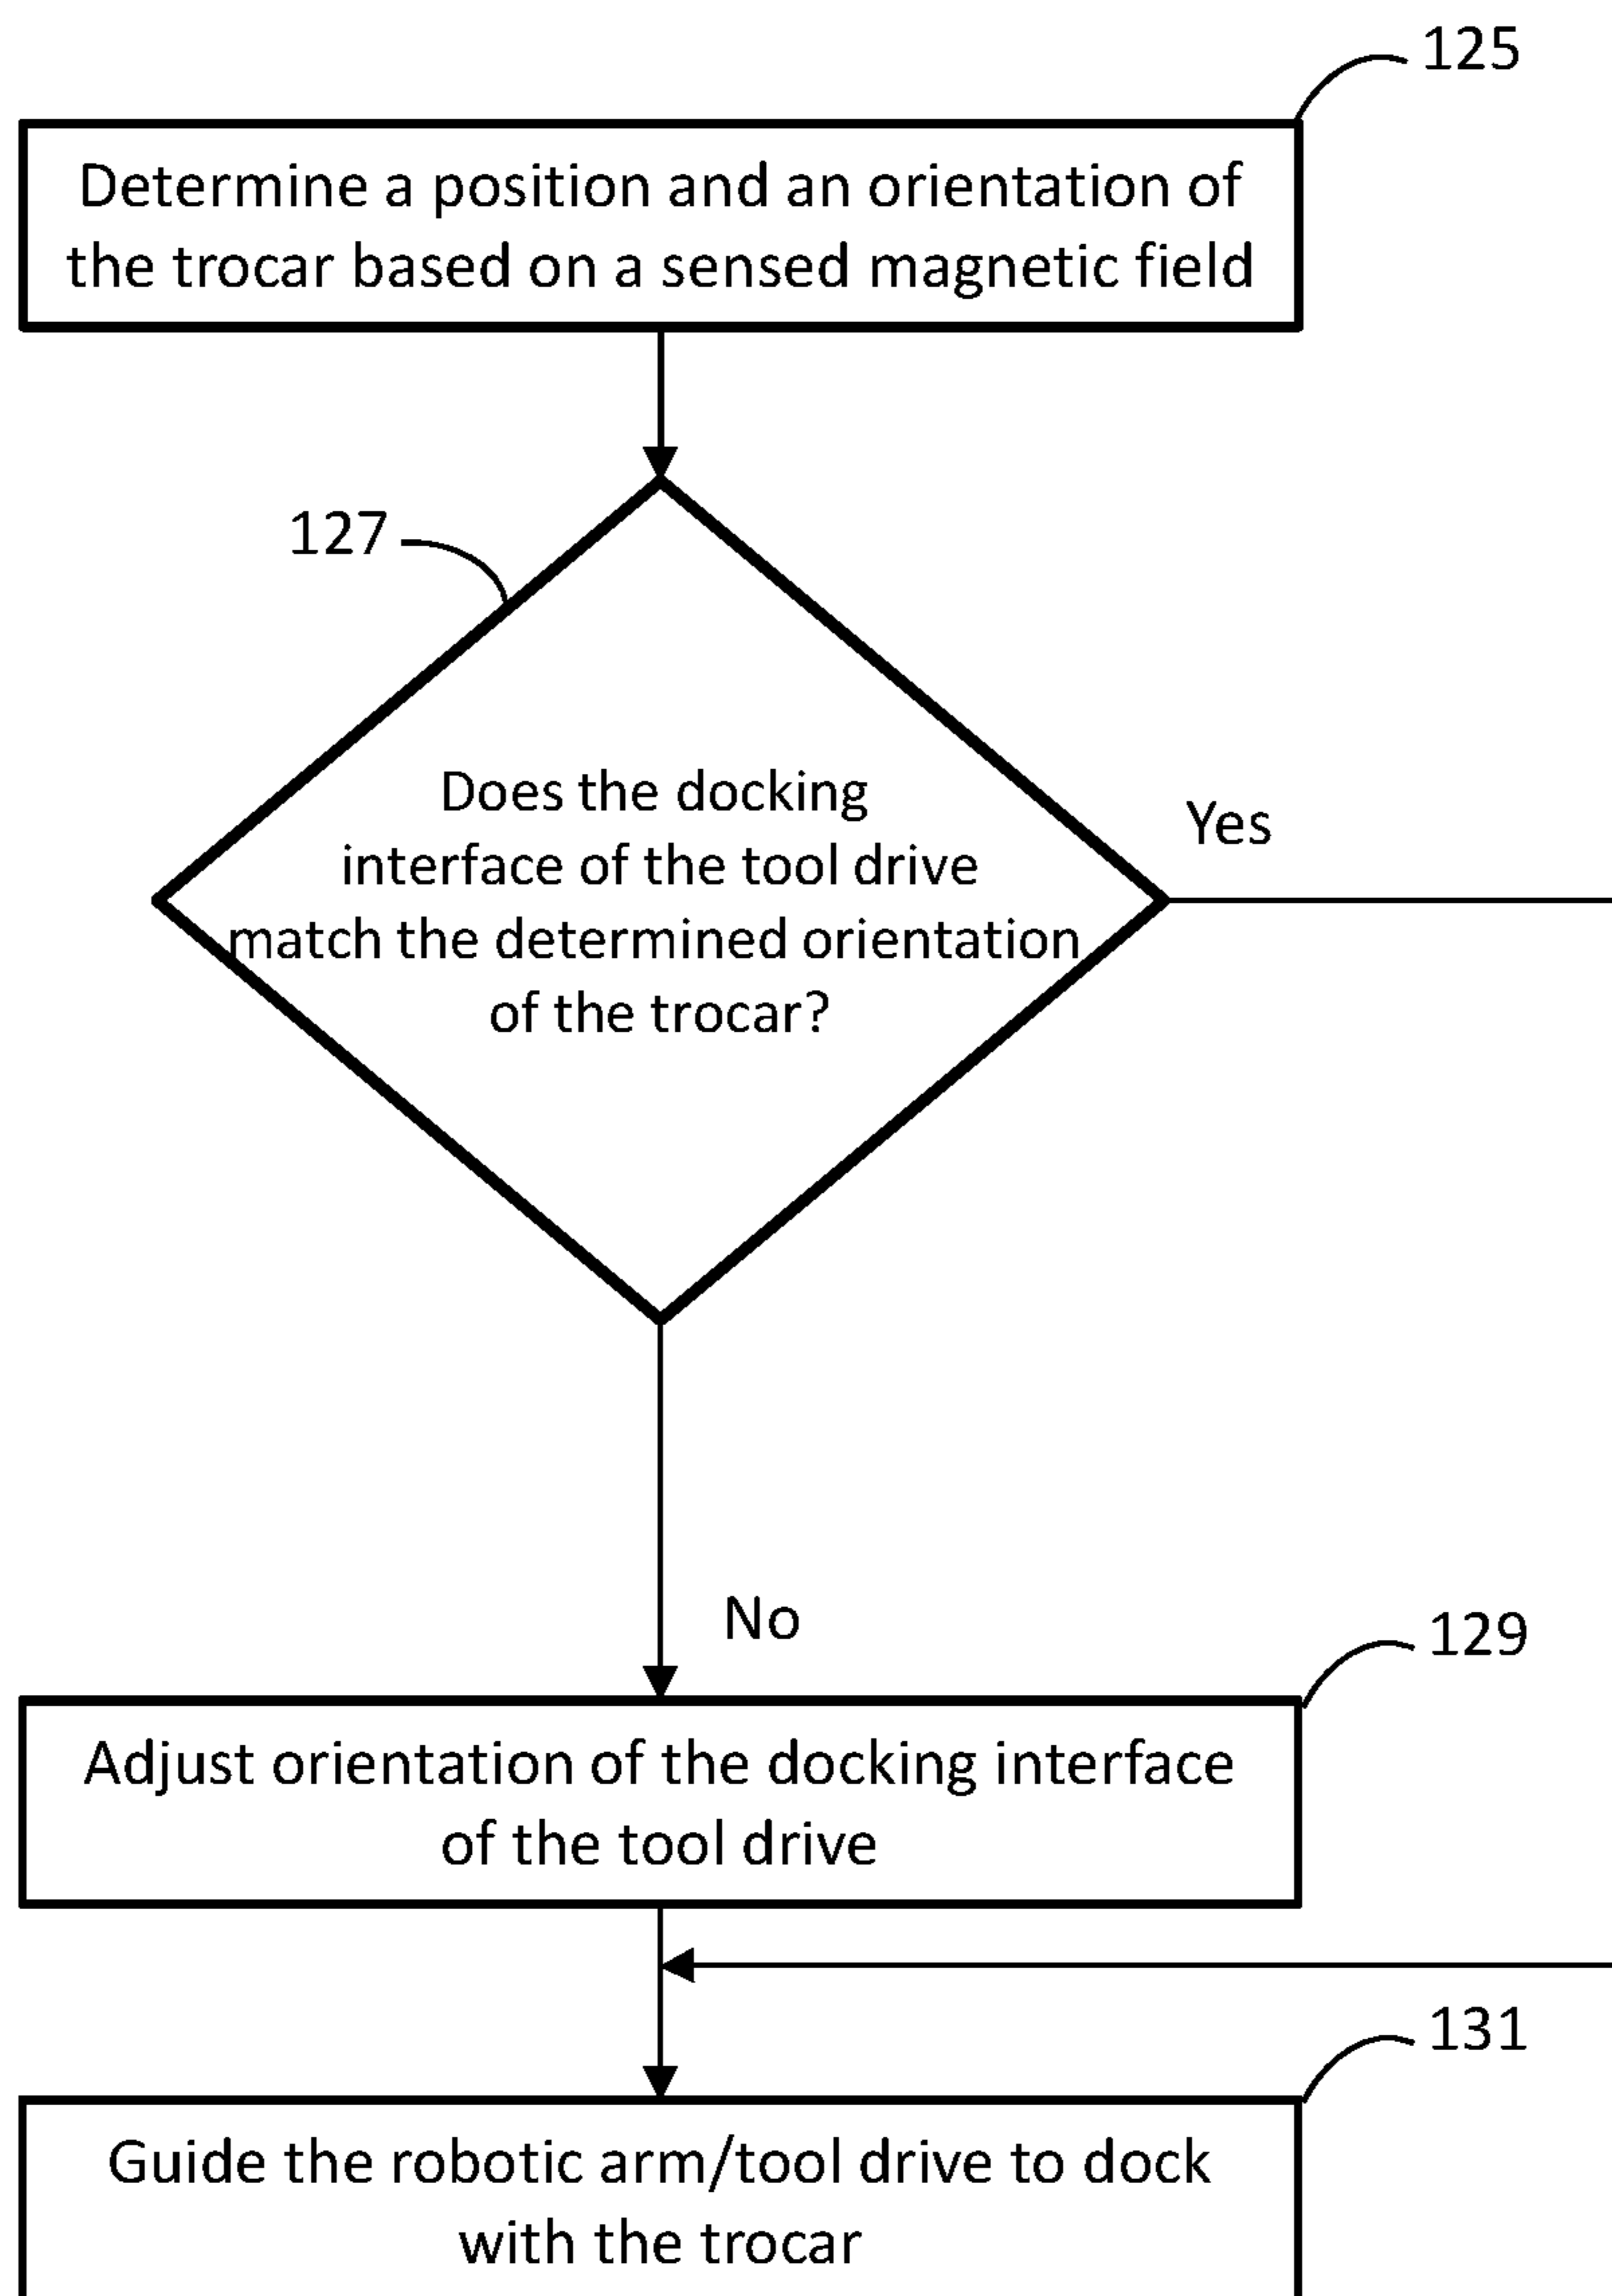 125
Determine a position and an orientation of
the trocar based on a sensed magnetic field
127
Does the docking
interface of the tool drive
match the determined orientation
of the trocar?
Yes
No
129
Adjust orientation of the docking interface
of the tool drive
131
Guide the robotic arm/tool drive to dock
with the trocar